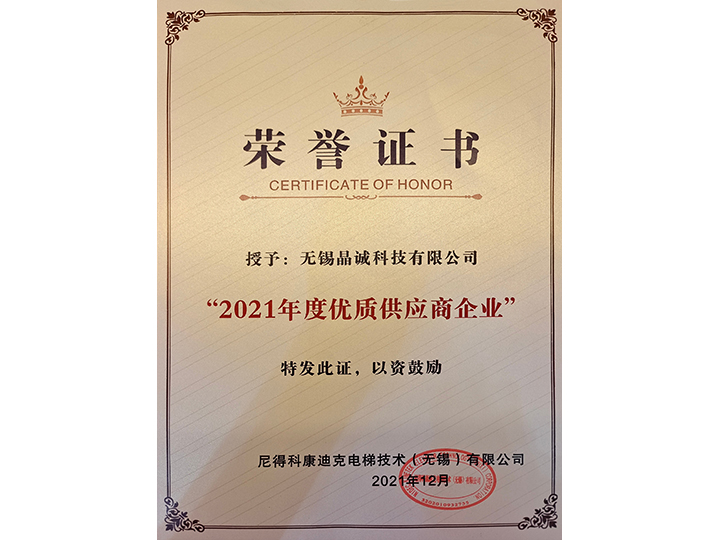 荣誉证书
CERTIFICATE OF HONOR
授予：无锡晶诚科技有限公司
“2021年度优质供应商企业”
特发此证，以资鼓励
尼得科康迪克电梯技术（无锡）有限公司
2021年12月